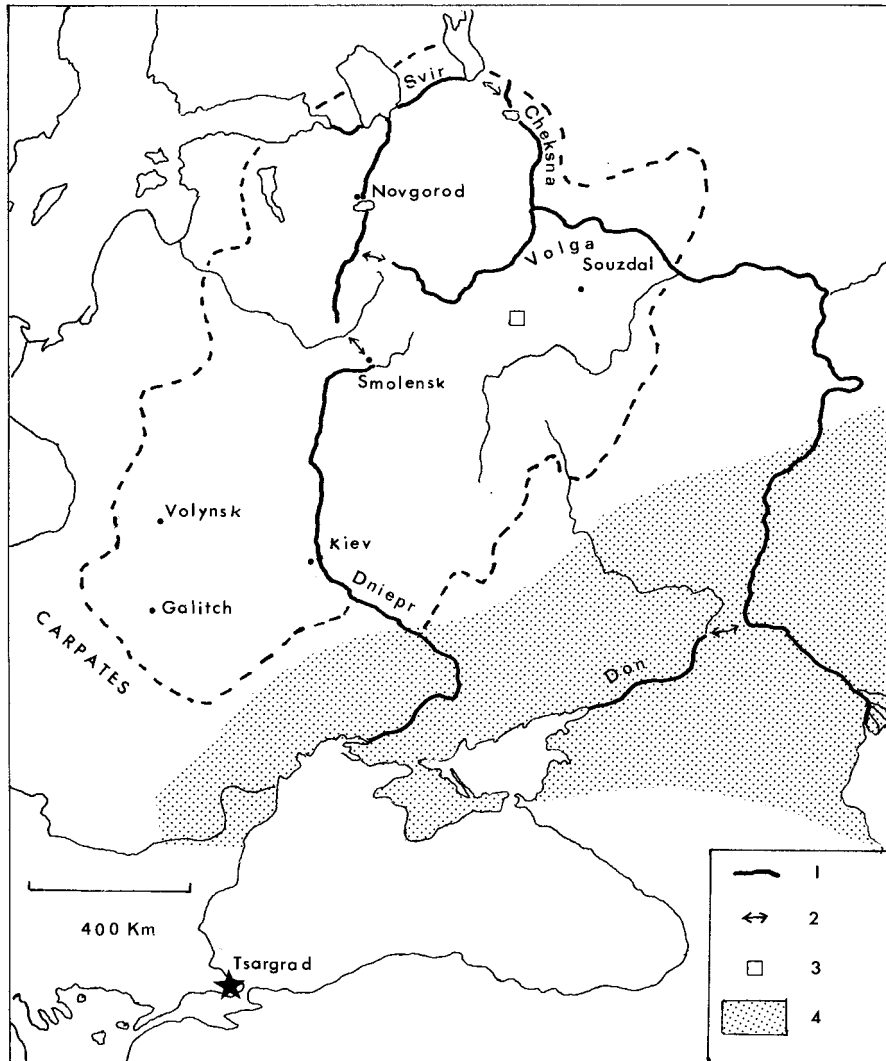 Svir
Cheksna
Novgorod
Volga
Souzdal
Smolensk
Volynsk
Kiev
Dniepr
Galitch
CARPATES
Don
400 Km
Tsargrad
1
2
3
4